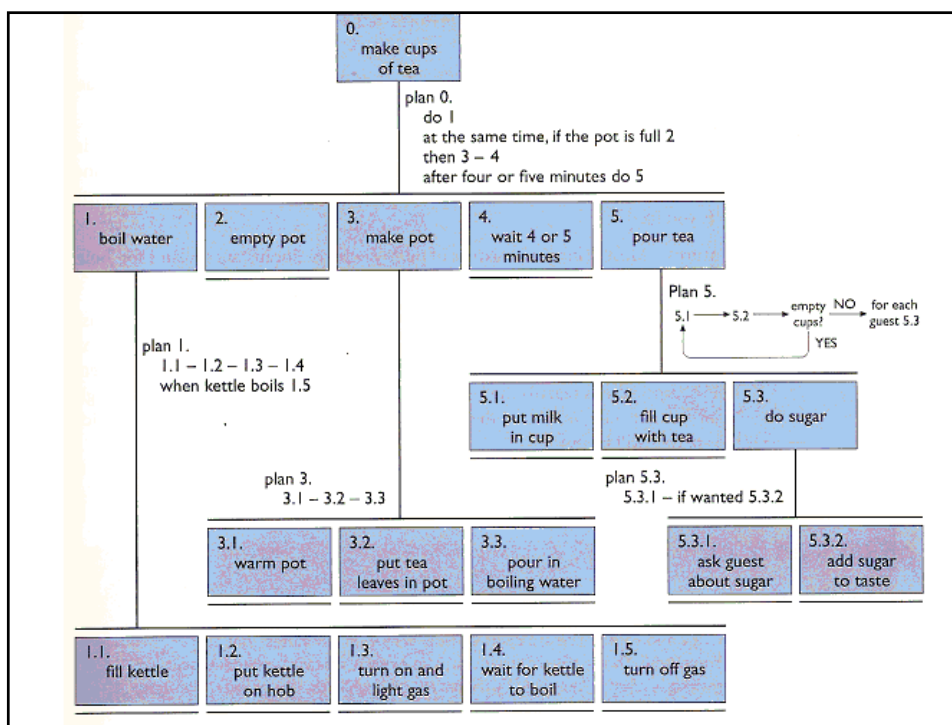 0.
make cups
of tea
plan 0.
do 1
at the same time, if the pot is full 2
then 3 – 4
after four or five minutes do 5
1.
boil water
2.
empty pot
3.
make pot
4.
wait 4 or 5
minutes
5.
pour tea
Plan 5.
5.1
5.2
empty
cups?
NO
for each
guest 5.3
YES
plan 1.
1.1 – 1.2 – 1.3 – 1.4
when kettle boils 1.5
5.1.
put milk
in cup
5.2.
fill cup
with tea
5.3.
do sugar
plan 3.
3.1 – 3.2 – 3.3
plan 5.3.
5.3.1 – if wanted 5.3.2
3.1.
warm pot
3.2.
put tea
leaves in pot
3.3.
pour in
boiling water
5.3.1.
ask guest
about sugar
5.3.2.
add sugar
to taste
1.1.
fill kettle
1.2.
put kettle
on hob
1.3.
turn on and
light gas
1.4.
wait for kettle
to boil
1.5.
turn off gas